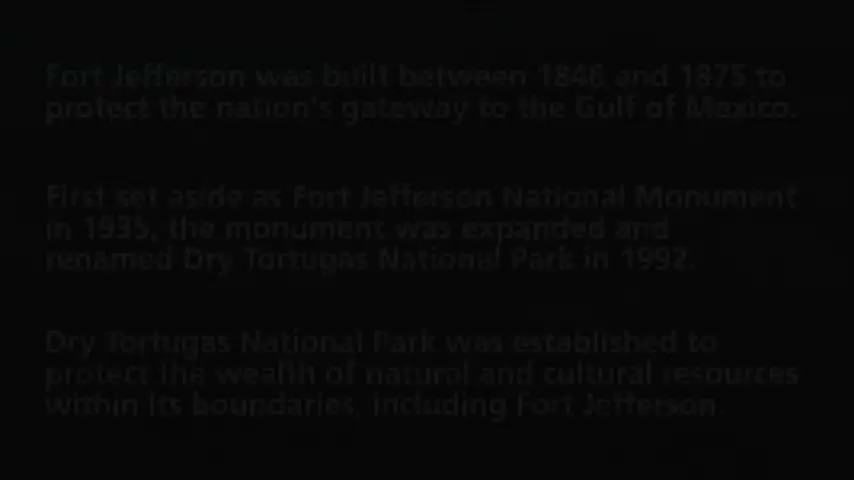 Fort Jefferson was built between 1846 and 1875 to
protect the nation's gateway to the Gulf of Mexico.
First set aside as Fort Jefferson National Monument
in 1935, the monument was expanded and
renamed Dry Tortugas National Park in 1992.
Dry Tortugas National Park was established to
protect the wealth of natural and cultural resources
within its boundaries, including Fort Jefferson.